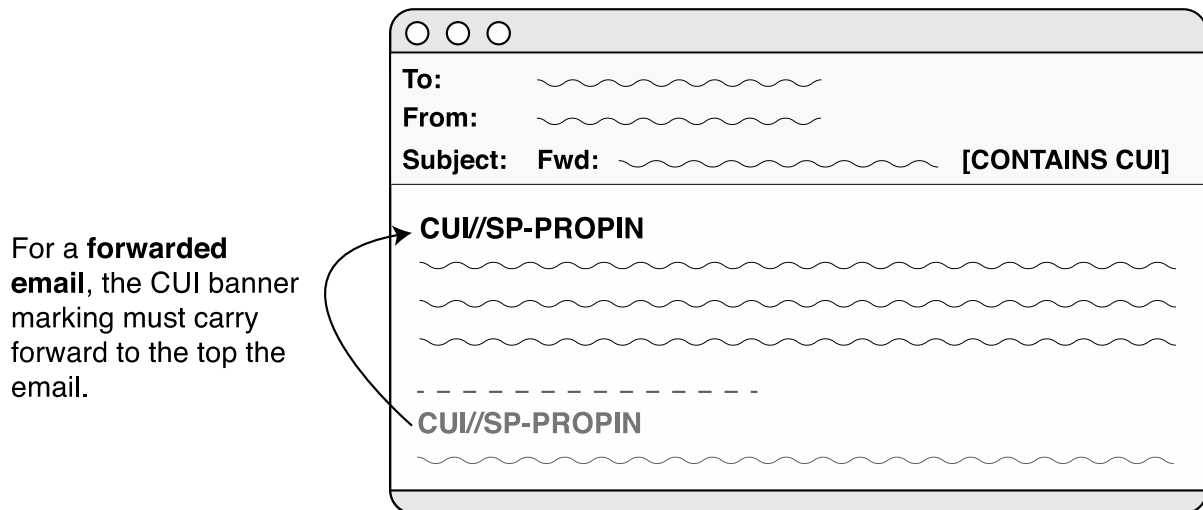 To:
From:
Subject: Fwd: [CONTAINS CUI]
For a forwarded
email, the CUI banner
marking must carry
forward to the top the
email.
CUI//SP-PROPIN
CUI//SP-PROPIN